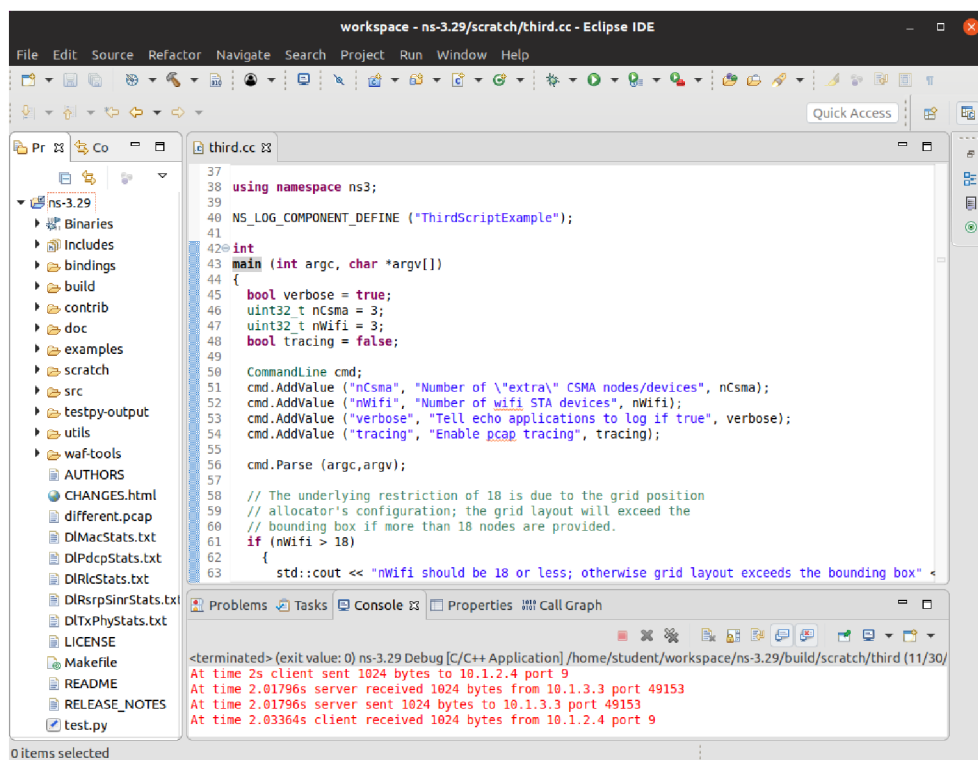 workspace - ns-3.29/scratch/third.cc - Eclipse IDE
File Edit Source Refactor Navigate Search Project Run Window Help
Quick Access
Pr Co
third.cc
ns-3.29
Binaries
Includes
bindings
build
contrib
doc
examples
scratch
src
testpy-output
utils
waf-tools
AUTHORS
CHANGES.html
different.pcap
DlMacStats.txt
DlPdcpStats.txt
DlRlcStats.txt
DlRsrpSinrStats.txt
DlTxPhyStats.txt
LICENSE
Makefile
README
RELEASE_NOTES
test.py
37
38 using namespace ns3;
39
40 NS_LOG_COMPONENT_DEFINE ("ThirdScriptExample");
41
42 int
43 main (int argc, char *argv[])
44 {
45 bool verbose = true;
46 uint32_t nCsma = 3;
47 uint32_t nWifi = 3;
48 bool tracing = false;
49
50 CommandLine cmd;
51 cmd.AddValue ("nCsma", "Number of \"extra\" CSMA nodes/devices", nCsma);
52 cmd.AddValue ("nWifi", "Number of wifi STA devices", nWifi);
53 cmd.AddValue ("verbose", "Tell echo applications to log if true", verbose);
54 cmd.AddValue ("tracing", "Enable pcap tracing", tracing);
55
56 cmd.Parse (argc,argv);
57
58 // The underlying restriction of 18 is due to the grid position
59 // allocator's configuration; the grid layout will exceed the
60 // bounding box if more than 18 nodes are provided.
61 if (nWifi > 18)
62 {
63 std::cout << "nWifi should be 18 or less; otherwise grid layout exceeds the bounding box" <
Problems Tasks Console Properties Call Graph
<terminated> (exit value: 0) ns-3.29 Debug [C/C++ Application] /home/student/workspace/ns-3.29/build/scratch/third (11/30/
At time 2s client sent 1024 bytes to 10.1.2.4 port 9
At time 2.01796s server received 1024 bytes from 10.1.3.3 port 49153
At time 2.01796s server sent 1024 bytes to 10.1.3.3 port 49153
At time 2.03364s client received 1024 bytes from 10.1.2.4 port 9
0 items selected